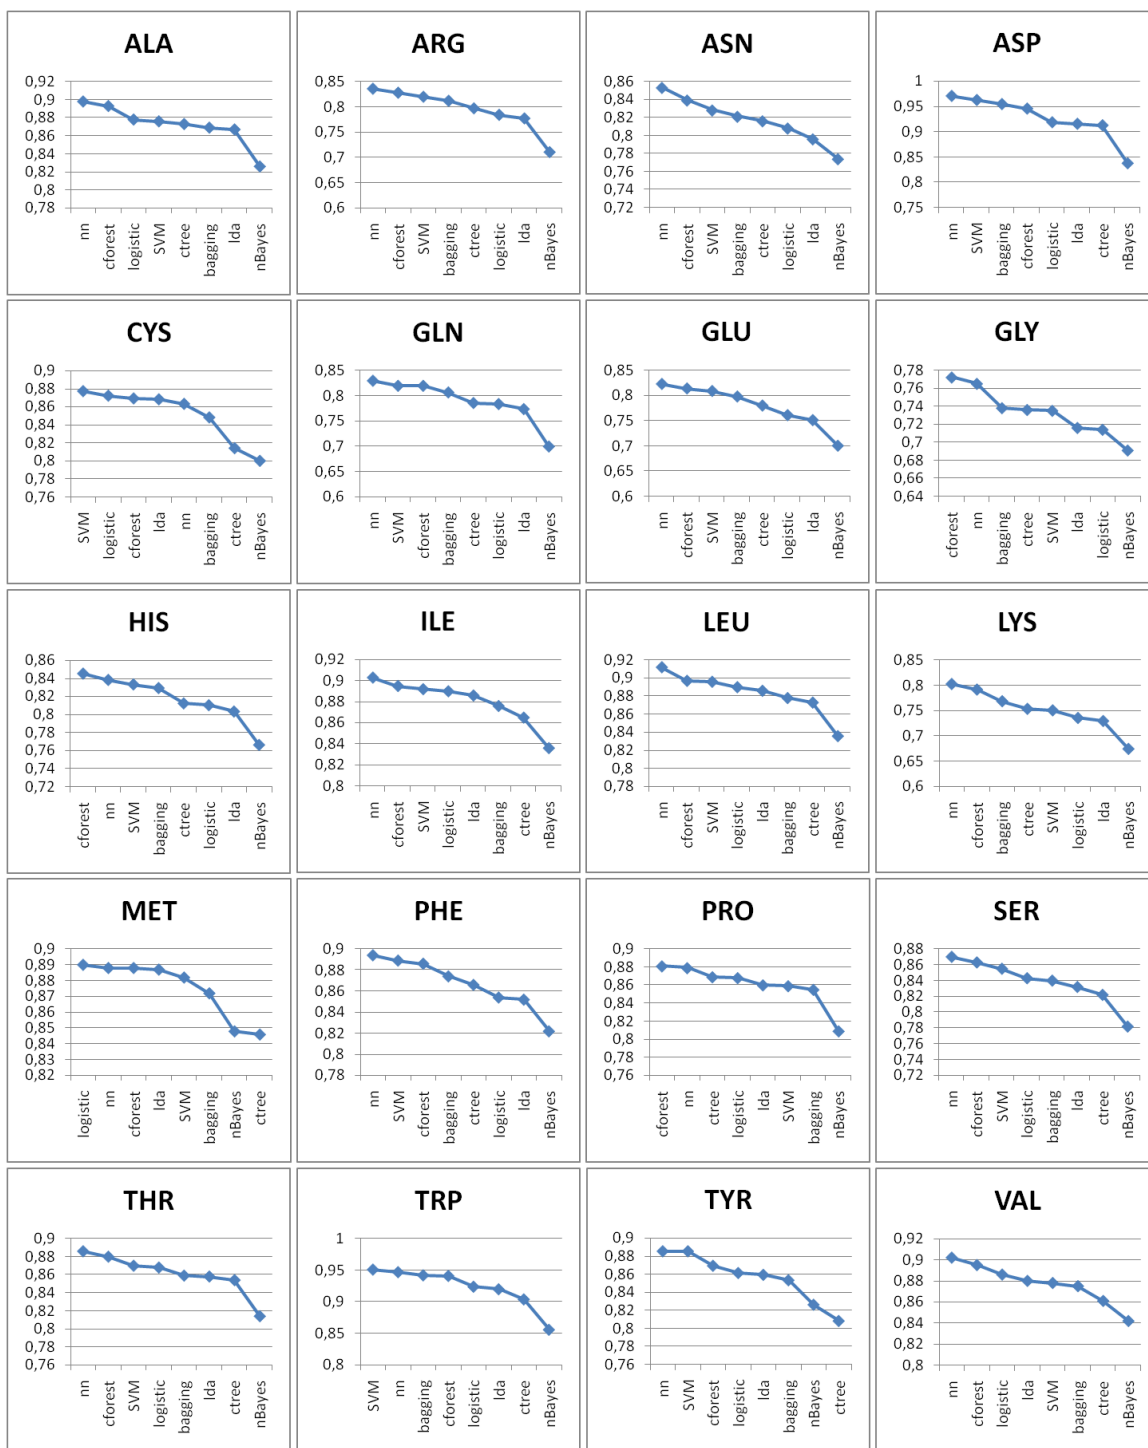 ALA
0,92
0,9
0,88
0,86
0,84
0,82
0,8
0,78
nn
cforest
logistic
SVM
ctree
bagging
lda
nBayes
ARG
0,85
0,8
0,75
0,7
0,65
0,6
nn
cforest
SVM
bagging
ctree
logistic
lda
nBayes
ASN
0,86
0,84
0,82
0,8
0,78
0,76
0,74
0,72
nn
cforest
SVM
bagging
ctree
logistic
lda
nBayes
ASP
1
0,95
0,9
0,85
0,8
0,75
nn
SVM
bagging
cforest
logistic
lda
ctree
nBayes
CYS
0,9
0,88
0,86
0,84
0,82
0,8
0,78
0,76
SVM
logistic
cforest
lda
nn
bagging
ctree
nBayes
GLN
0,85
0,8
0,75
0,7
0,65
0,6
nn
SVM
cforest
bagging
ctree
logistic
lda
nBayes
GLU
0,85
0,8
0,75
0,7
0,65
0,6
nn
cforest
SVM
bagging
ctree
logistic
lda
nBayes
GLY
0,78
0,76
0,74
0,72
0,7
0,68
0,66
0,64
cforest
nn
bagging
ctree
SVM
lda
logistic
nBayes
HIS
0,86
0,84
0,82
0,8
0,78
0,76
0,74
0,72
cforest
nn
SVM
bagging
ctree
logistic
lda
nBayes
ILE
0,92
0,9
0,88
0,86
0,84
0,82
0,8
nn
cforest
SVM
logistic
lda
bagging
ctree
nBayes
LEU
0,92
0,9
0,88
0,86
0,84
0,82
0,8
0,78
nn
cforest
SVM
logistic
lda
bagging
ctree
nBayes
LYS
0,85
0,8
0,75
0,7
0,65
0,6
nn
cforest
bagging
ctree
SVM
logistic
lda
nBayes
MET
0,9
0,89
0,88
0,87
0,86
0,85
0,84
0,83
0,82
logistic
nn
cforest
lda
SVM
bagging
nBayes
ctree
PHE
0,9
0,88
0,86
0,84
0,82
0,8
0,78
nn
SVM
cforest
bagging
ctree
logistic
lda
nBayes
PRO
0,9
0,88
0,86
0,84
0,82
0,8
0,78
0,76
cforest
nn
ctree
logistic
lda
SVM
bagging
nBayes
SER
0,88
0,86
0,84
0,82
0,8
0,78
0,76
0,74
0,72
nn
cforest
SVM
logistic
bagging
lda
ctree
nBayes
THR
0,9
0,88
0,86
0,84
0,82
0,8
0,78
0,76
nn
cforest
SVM
logistic
bagging
lda
ctree
nBayes
TRP
1
0,95
0,9
0,85
0,8
SVM
nn
bagging
cforest
logistic
lda
ctree
nBayes
TYR
0,9
0,88
0,86
0,84
0,82
0,8
0,78
0,76
nn
SVM
cforest
logistic
lda
bagging
nBayes
ctree
VAL
0,92
0,9
0,88
0,86
0,84
0,82
0,8
nn
cforest
logistic
lda
SVM
bagging
ctree
nBayes